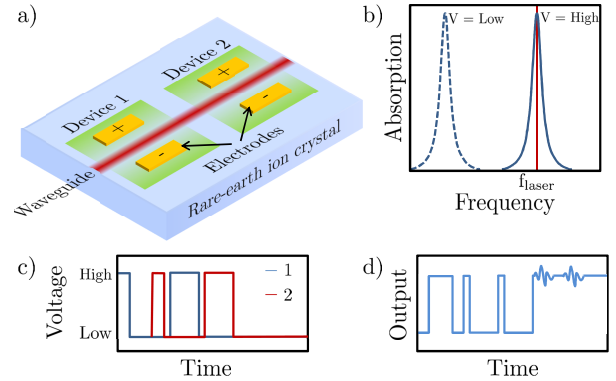 a)
Device 1
Device 2
+
+
-
-
Waveguide
Electrodes
Rare-earth ion crystal
b)
Absorption
V = Low
V = High
f_laser
Frequency
c)
Voltage
High
Low
1
2
Time
d)
Output
Time